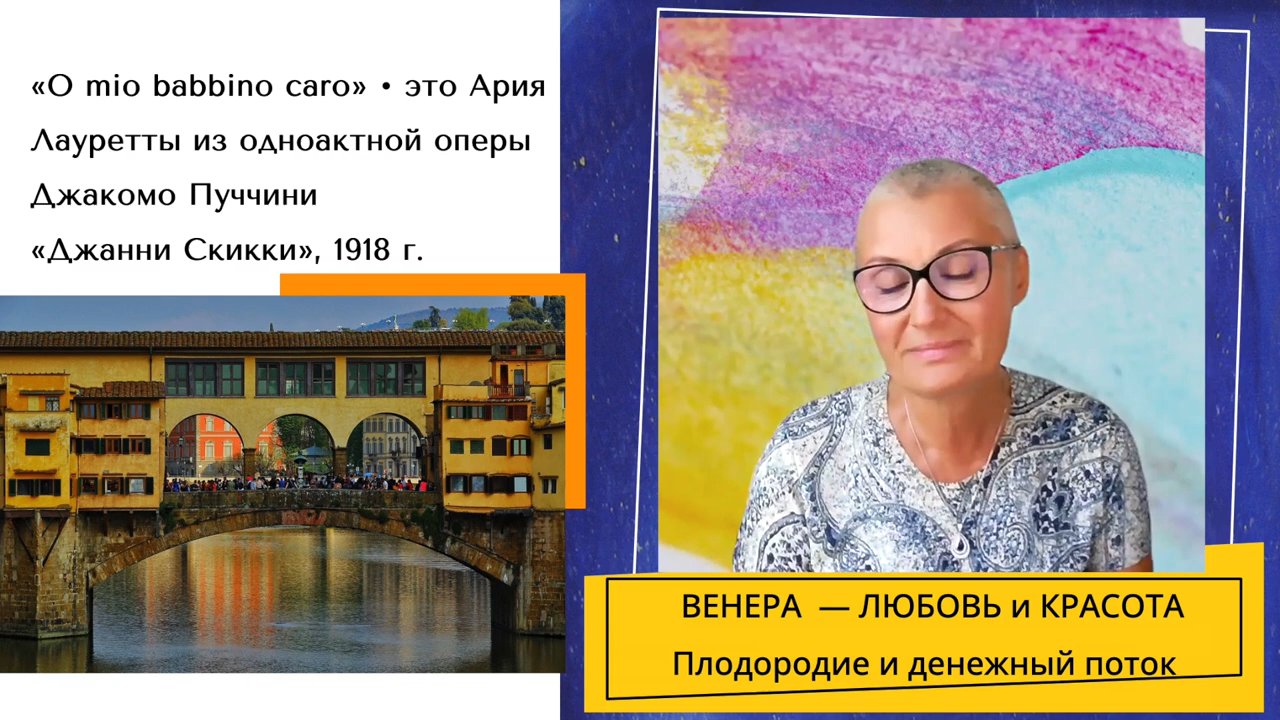 «O mio babbino caro» • это Ария
Лауретты из одноактной оперы
Джакомо Пуччини
«Джанни Скикки», 1918 г.
ВЕНЕРА — ЛЮБОВЬ и КРАСОТА
Плодородие и денежный поток